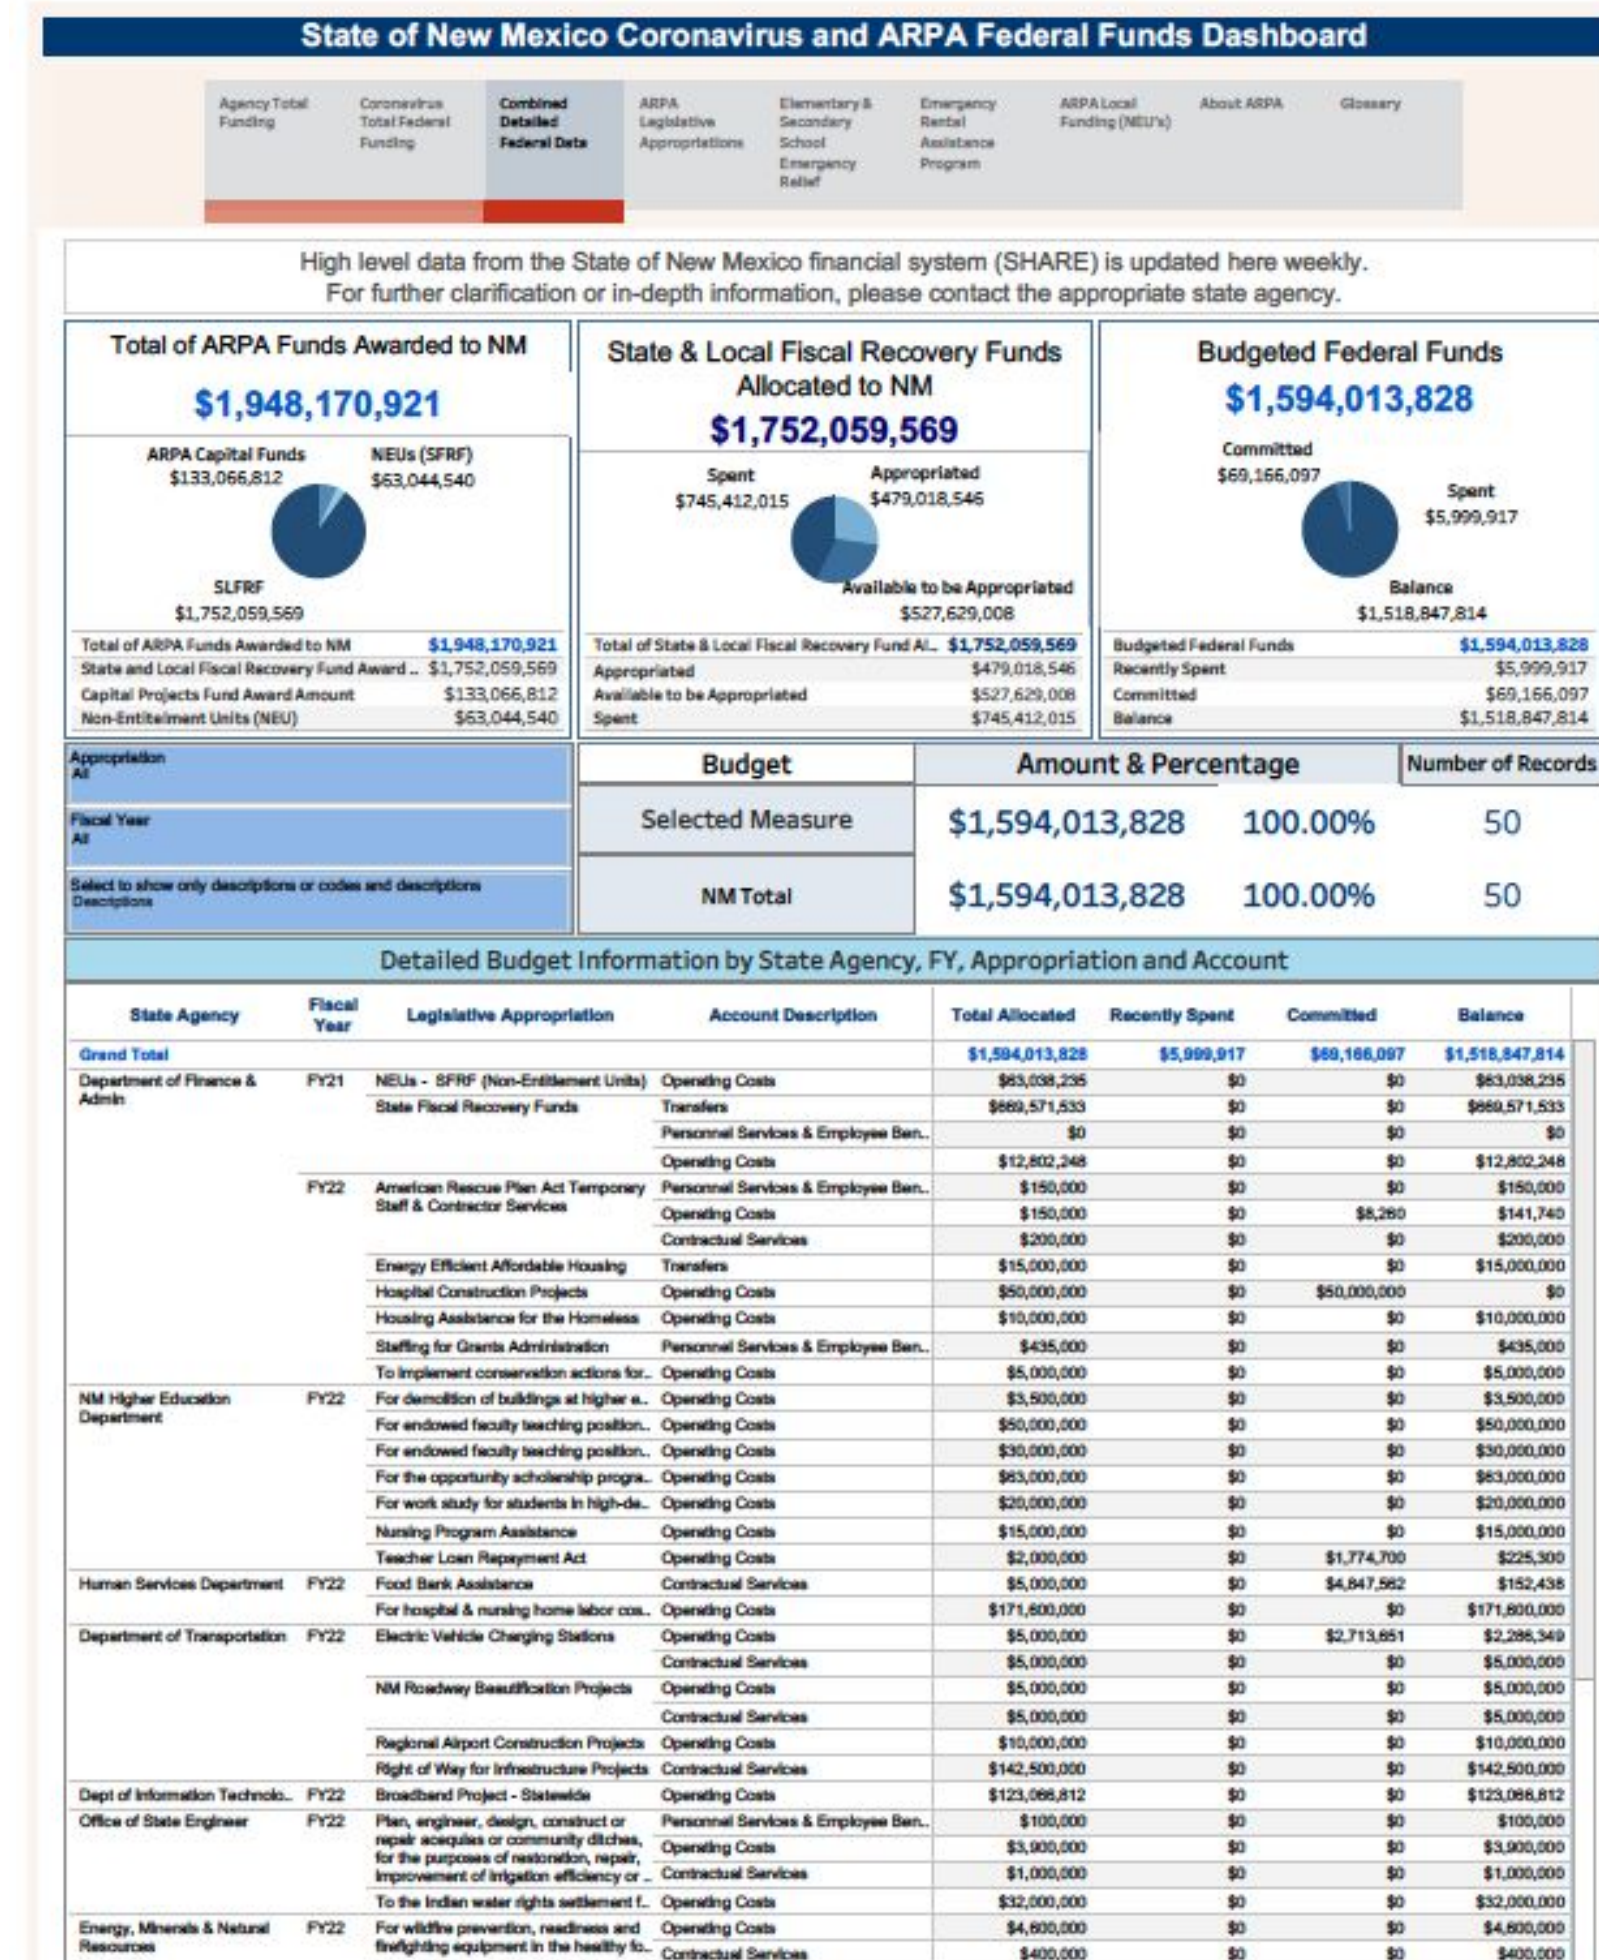 State of New Mexico Coronavirus and ARPA Federal Funds Dashboard
Agency Total Funding
Coronavirus Total Federal Funding
Combined Detailed Federal Data
ARPA Legislative Appropriations
Elementary & Secondary School Emergency Relief
Emergency Rental Assistance Program
ARPA Local Funding (NEU's)
About ARPA
Glossary
High level data from the State of New Mexico financial system (SHARE) is updated here weekly.
For further clarification or in-depth information, please contact the appropriate state agency.
Total of ARPA Funds Awarded to NM
$1,948,170,921
ARPA Capital Funds
$133,066,812
NEUs (SFRF)
$63,044,540
SLFRF
$1,752,059,569
Total of ARPA Funds Awarded to NM $1,948,170,921
State and Local Fiscal Recovery Fund Award .. $1,752,059,569
Capital Projects Fund Award Amount $133,066,812
Non-Entitelment Units (NEU) $63,044,540
State & Local Fiscal Recovery Funds
Allocated to NM
$1,752,059,569
Spent
$745,412,015
Appropriated
$479,018,546
Available to be Appropriated
$527,629,008
Total of State & Local Fiscal Recovery Fund Al.. $1,752,059,569
Appropriated $479,018,546
Available to be Appropriated $527,629,008
Spent $745,412,015
Budgeted Federal Funds
$1,594,013,828
Committed
$69,166,097
Spent
$5,999,917
Balance
$1,518,847,814
Budgeted Federal Funds $1,594,013,828
Recently Spent $5,999,917
Committed $69,166,097
Balance $1,518,847,814
Appropriation
All
Fiscal Year
All
Select to show only descriptions or codes and descriptions
Descriptions
Budget Amount & Percentage Number of Records
Selected Measure $1,594,013,828 100.00% 50
NM Total $1,594,013,828 100.00% 50
Detailed Budget Information by State Agency, FY, Appropriation and Account
State Agency Fiscal Year Legislative Appropriation Account Description Total Allocated Recently Spent Committed Balance
Grand Total $1,594,013,828 $5,999,917 $69,166,097 $1,518,847,814
Department of Finance & Admin FY21 NEUs - SFRF (Non-Entitlement Units) Operating Costs $63,038,235 $0 $0 $63,038,235
State Fiscal Recovery Funds Transfers $669,571,533 $0 $0 $669,571,533
Personnel Services & Employee Ben.. $0 $0 $0 $0
Operating Costs $12,802,248 $0 $0 $12,802,248
FY22 American Rescue Plan Act Temporary Staff & Contractor Services Personnel Services & Employee Ben.. $150,000 $0 $0 $150,000
Operating Costs $150,000 $0 $8,260 $141,740
Contractual Services $200,000 $0 $0 $200,000
Energy Efficient Affordable Housing Transfers $15,000,000 $0 $0 $15,000,000
Hospital Construction Projects Operating Costs $50,000,000 $0 $50,000,000 $0
Housing Assistance for the Homeless Operating Costs $10,000,000 $0 $0 $10,000,000
Staffing for Grants Administration Personnel Services & Employee Ben.. $435,000 $0 $0 $435,000
To implement conservation actions for.. Operating Costs $5,000,000 $0 $0 $5,000,000
NM Higher Education Department FY22 For demolition of buildings at higher e.. Operating Costs $3,500,000 $0 $0 $3,500,000
For endowed faculty teaching position.. Operating Costs $50,000,000 $0 $0 $50,000,000
For endowed faculty teaching position.. Operating Costs $30,000,000 $0 $0 $30,000,000
For the opportunity scholarship progra.. Operating Costs $63,000,000 $0 $0 $63,000,000
For work study for students in high-de.. Operating Costs $20,000,000 $0 $0 $20,000,000
Nursing Program Assistance Operating Costs $15,000,000 $0 $0 $15,000,000
Teacher Loan Repayment Act Operating Costs $2,000,000 $0 $1,774,700 $225,300
Human Services Department FY22 Food Bank Assistance Contractual Services $5,000,000 $0 $4,847,562 $152,438
For hospital & nursing home labor cos.. Operating Costs $171,600,000 $0 $0 $171,600,000
Department of Transportation FY22 Electric Vehicle Charging Stations Operating Costs $5,000,000 $0 $2,713,651 $2,286,349
Contractual Services $5,000,000 $0 $0 $5,000,000
NM Roadway Beautification Projects Operating Costs $5,000,000 $0 $0 $5,000,000
Contractual Services $5,000,000 $0 $0 $5,000,000
Regional Airport Construction Projects Operating Costs $10,000,000 $0 $0 $10,000,000
Right of Way for Infrastructure Projects Contractual Services $142,500,000 $0 $0 $142,500,000
Dept of Information Technolo.. FY22 Broadband Project - Statewide Operating Costs $123,066,812 $0 $0 $123,066,812
Office of State Engineer FY22 Plan, engineer, design, construct or repair acequias or community ditches, for the purposes of restoration, repair, improvement of irrigation efficiency or .. Personnel Services & Employee Ben.. $100,000 $0 $0 $100,000
Operating Costs $3,900,000 $0 $0 $3,900,000
Contractual Services $1,000,000 $0 $0 $1,000,000
To the Indian water rights settlement f.. Operating Costs $32,000,000 $0 $0 $32,000,000
Energy, Minerals & Natural Resources FY22 For wildfire prevention, readiness and firefighting equipment in the healthy fo.. Operating Costs $4,600,000 $0 $0 $4,600,000
Contractual Services $400,000 $0 $0 $400,000